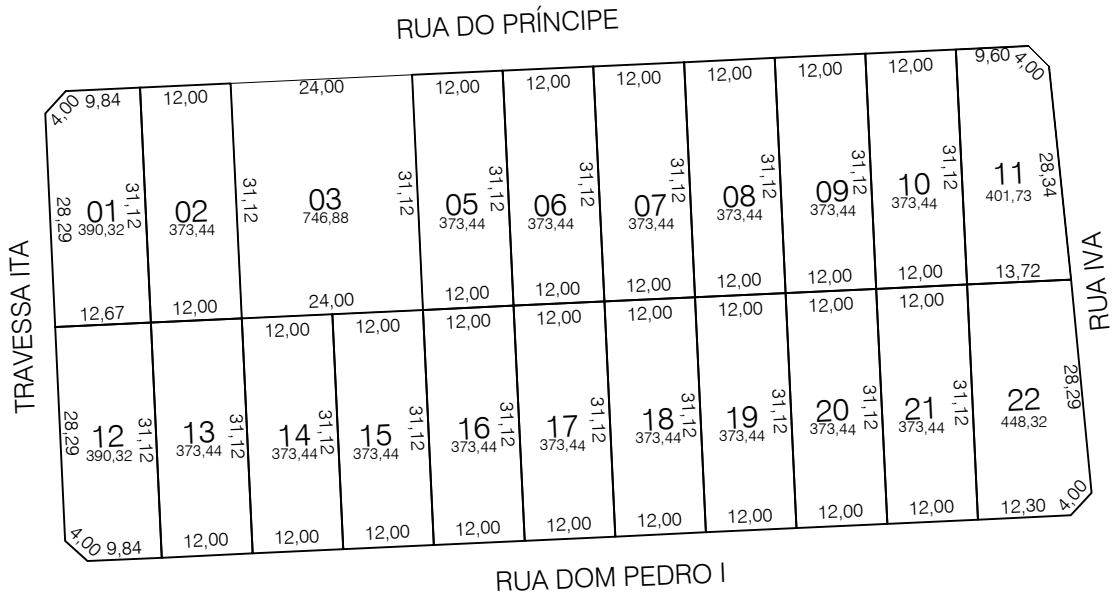 RUA DO PRÍNCIPE
4,00 9,84 12,00 24,00 12,00 12,00 12,00 12,00 12,00 12,00 9,60 4,00
28,29 31,12 31,12 31,12 31,12 31,12 31,12 31,12 31,12 31,12 28,34
01 02 03 05 06 07 08 09 10 11
390,32 373,44 746,88 373,44 373,44 373,44 373,44 373,44 373,44 401,73
12,67 12,00 24,00 12,00 12,00 12,00 12,00 12,00 12,00 13,72
TRAVESSA ITA
RUA IVA
12,00 12,00 12,00 12,00 12,00 12,00 12,00 12,00
28,29 31,12 31,12 31,12 31,12 31,12 31,12 31,12 31,12 31,12 28,29
12 13 14 15 16 17 18 19 20 21 22
390,32 373,44 373,44 373,44 373,44 373,44 373,44 373,44 373,44 373,44 448,32
4,00 9,84 12,00 12,00 12,00 12,00 12,00 12,00 12,00 12,00 12,00 12,30 4,00
RUA DOM PEDRO I